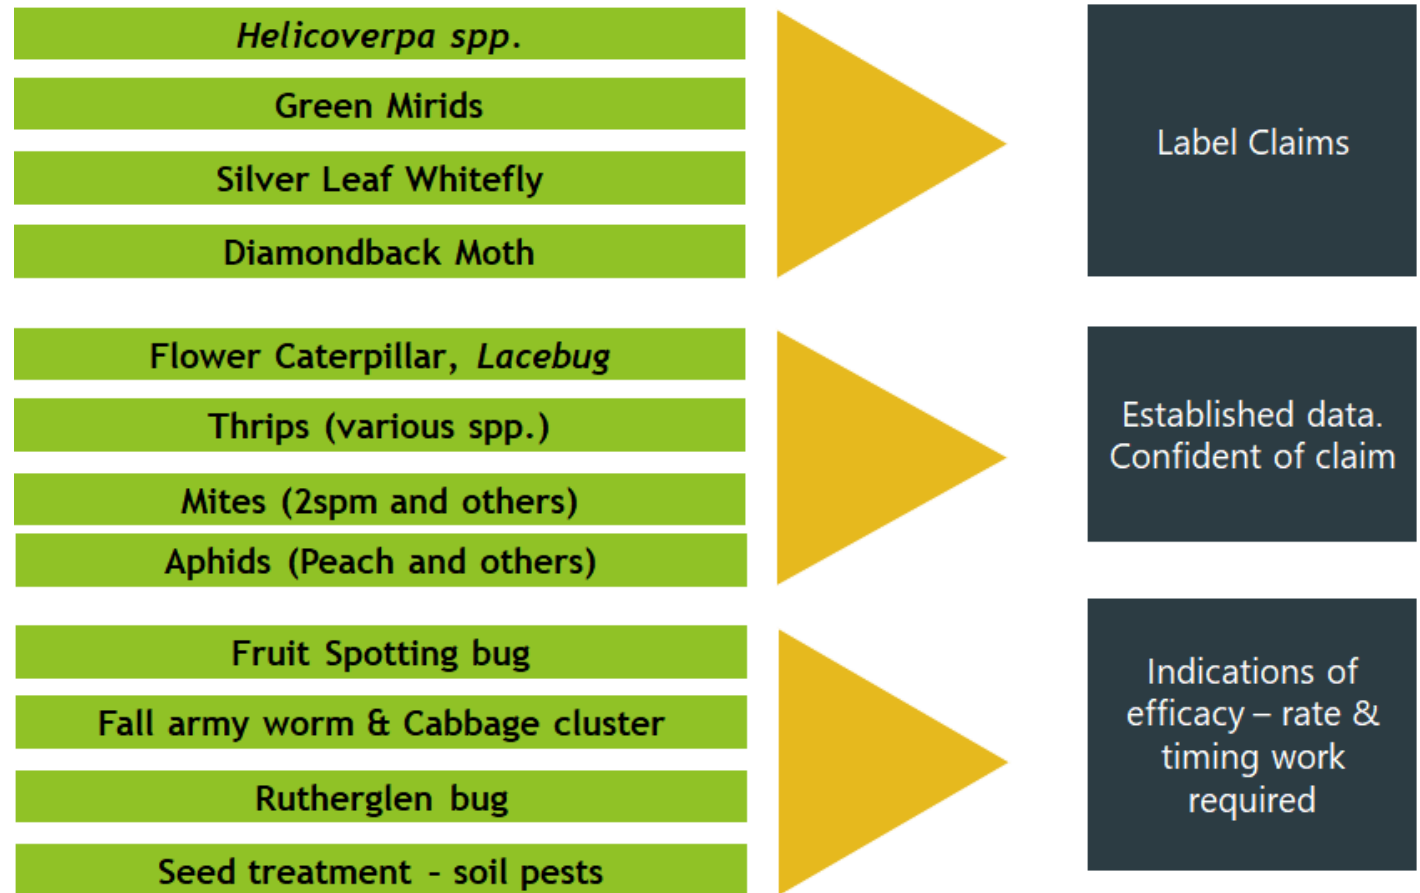 Helicoverpa spp.
Green Mirids
Silver Leaf Whitefly
Diamondback Moth
Label Claims
Flower Caterpillar, Lacebug
Thrips (various spp.)
Mites (2spm and others)
Aphids (Peach and others)
Established data.
Confident of claim
Fruit Spotting bug
Fall army worm & Cabbage cluster
Rutherglen bug
Seed treatment – soil pests
Indications of
efficacy – rate &
timing work
required